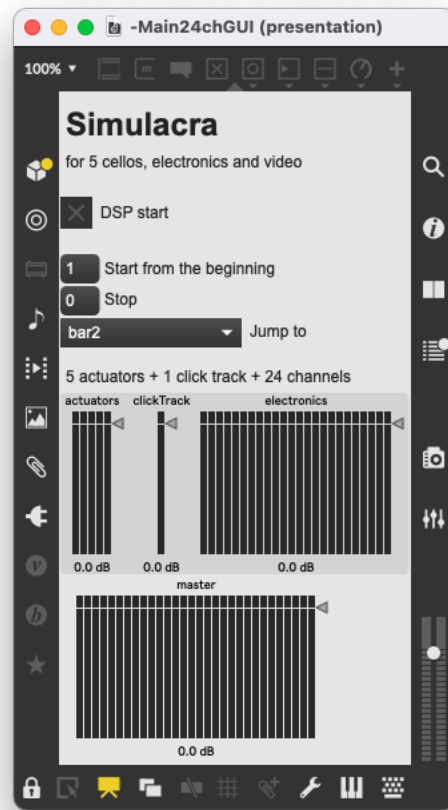 -Main24chGUI (presentation)
100%
Simulacra
for 5 cellos, electronics and video
DSP start
1 Start from the beginning
0 Stop
bar2 Jump to
5 actuators + 1 click track + 24 channels
actuators clickTrack electronics
0.0 dB 0.0 dB 0.0 dB
master
0.0 dB